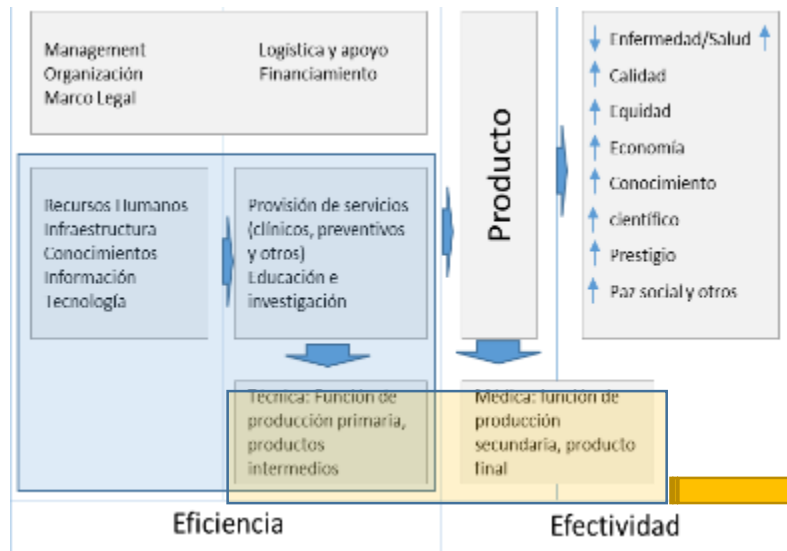 Management
Organización
Marco Legal
Logística y apoyo
Financiamiento
Recursos Humanos
Infraestructura
Conocimientos
Información
Tecnología
Provisión de servicios
(clínicos, preventivos
y otros)
Educación e
investigación
Producto
Enfermedad/Salud
Calidad
Equidad
Economía
Conocimiento
científico
Prestigio
Paz social y otros
Técnica: Función de
producción primaria,
productos
intermedios
Médica: función de
producción
secundaria, producto
final
Eficiencia
Efectividad